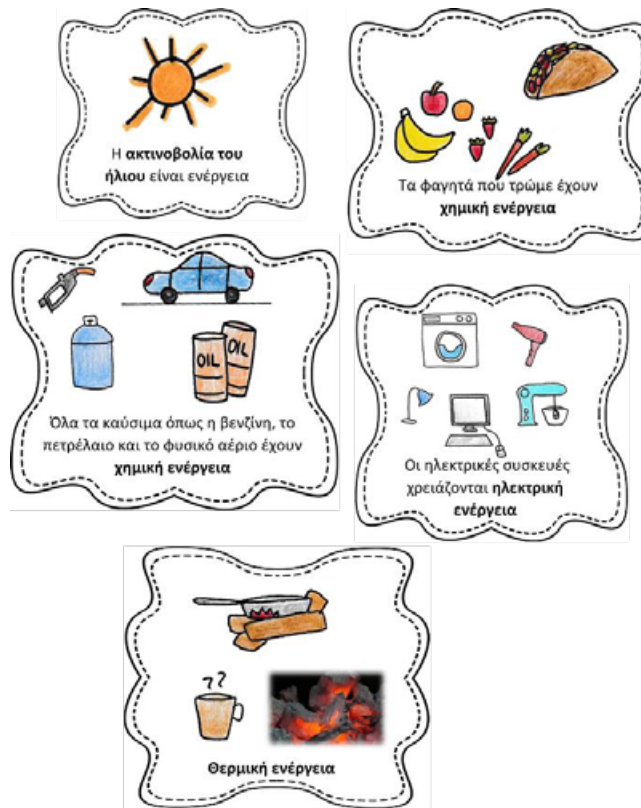 Η ακτινοβολία του
ήλιου είναι ενέργεια
Τα φαγητά που τρώμε έχουν
χημική ενέργεια
OIL
OIL
Όλα τα καύσιμα όπως η βενζίνη, το
πετρέλαιο και το φυσικό αέριο έχουν
χημική ενέργεια
Οι ηλεκτρικές συσκευές
χρειάζονται ηλεκτρική
ενέργεια
Θερμική ενέργεια